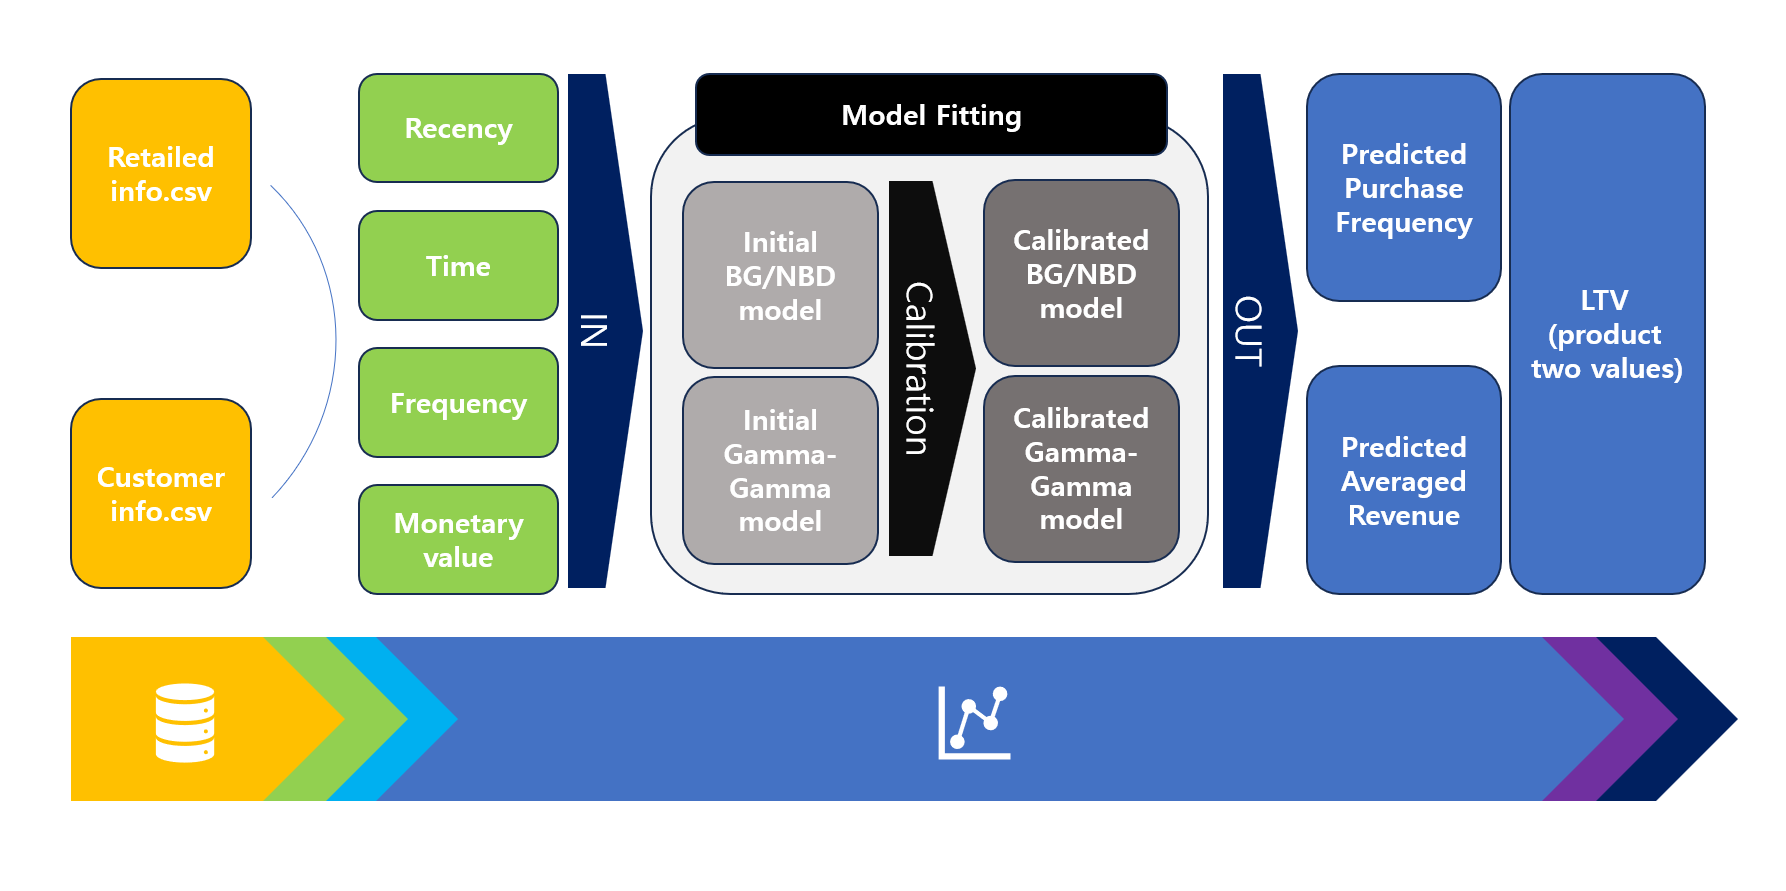 Retailed
info.csv
Customer
info.csv
Recency
Time
Frequency
Monetary
value
IN
Model Fitting
Initial
BG/NBD
model
Initial
Gamma-
Gamma
model
Calibration
Calibrated
BG/NBD
model
Calibrated
Gamma-
Gamma
model
OUT
Predicted
Purchase
Frequency
Predicted
Averaged
Revenue
LTV
(product
two values)